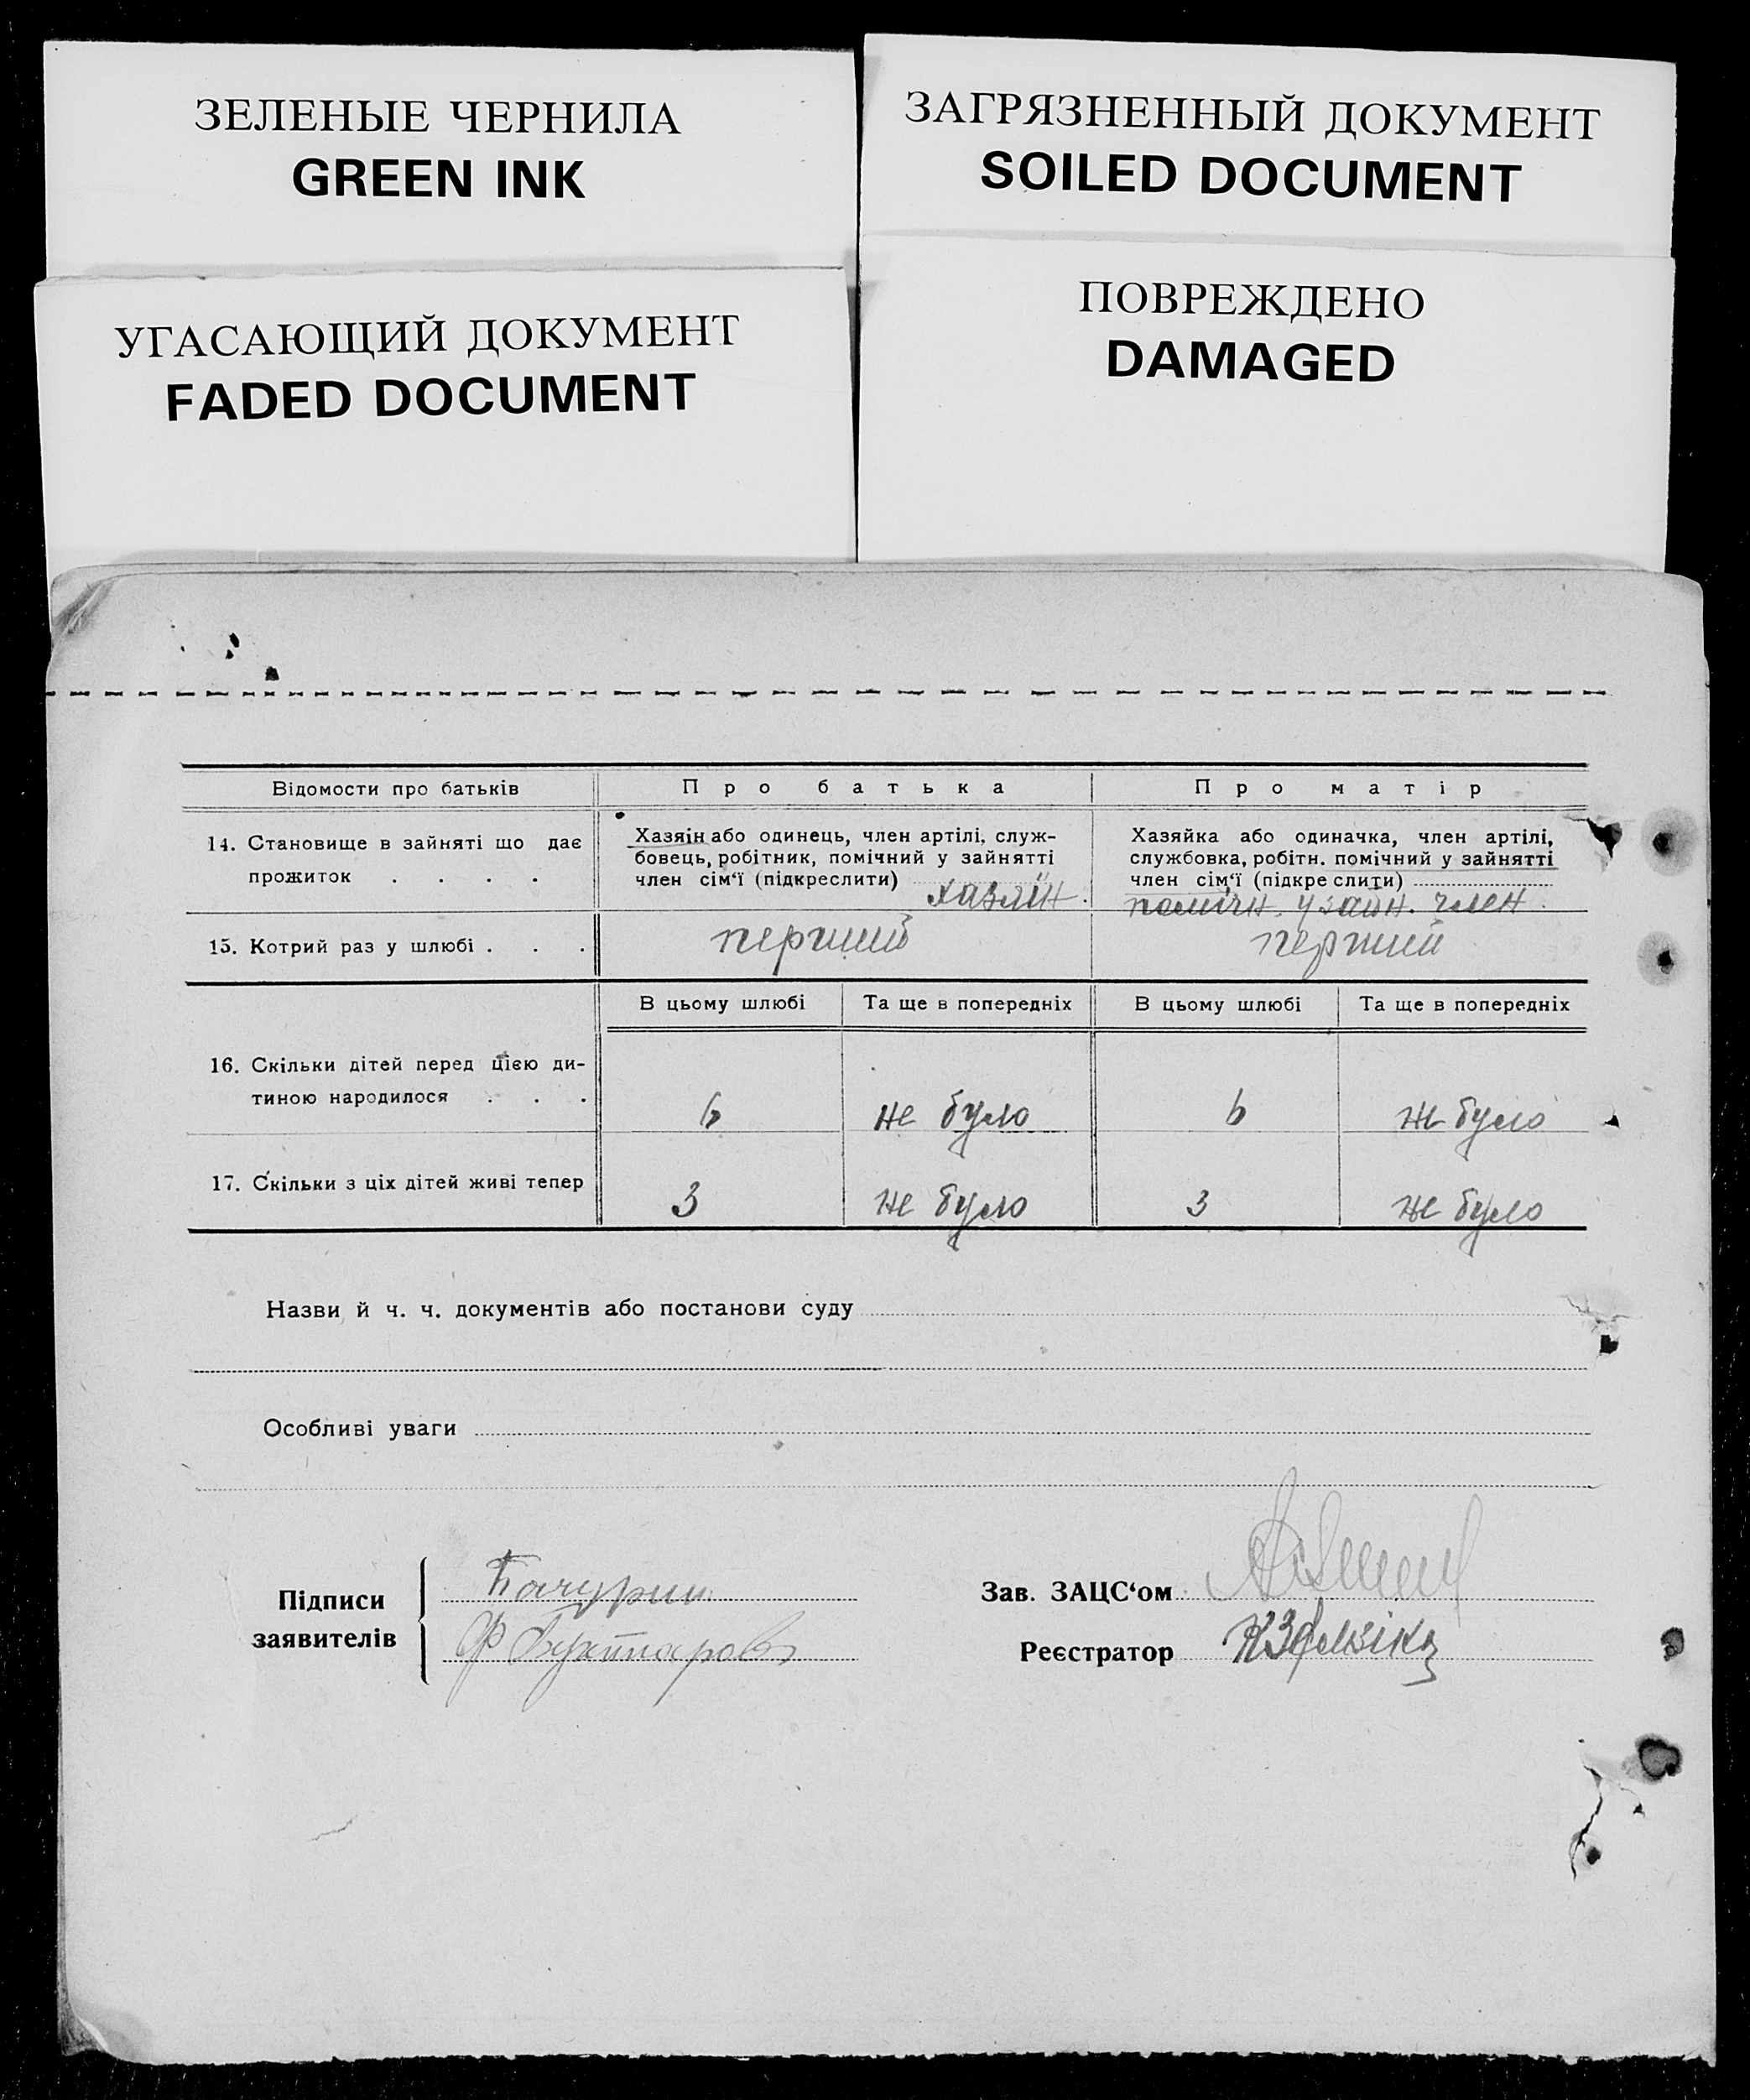 ЗЕЛЕНЫЕ ЧЕРНИЛА
GREEN INK
ЗАГРЯЗНЕННЫЙ ДОКУМЕНТ
SOILED DOCUMENT
УГАСАЮЩИЙ ДОКУМЕНТ
FADED DOCUMENT
ПОВРЕЖДЕНО
DAMAGED
Відомости про батьків
Про батька
Про матір
14. Становище в зайняті що дає
прожиток . . . .
Хазяїн або одинець, член артілі, служ-
бовець, робітник, помічний у зайнятті
член сім'ї (підкреслити)
хазяїн.
Хазяйка або одиначка, член артілі,
службовка, робітн. помічний у зайнятті
член сім'ї (підкреслити)
помічн. у зайн. член.
15. Котрий раз у шлюбі . . .
перший
перший
В цьому шлюбі
Та ще в попередніх
В цьому шлюбі
Та ще в попередніх
16. Скільки дітей перед цією ди-
тиною народилося . . .
6
не було
6
не було
17. Скільки з ціх дітей живі тепер
3
не було
3
не було
Назви й ч. ч. документів або постанови суду
Особливі уваги
Підписи
заявителів
Зав. ЗАЦС'ом
Реєстратор